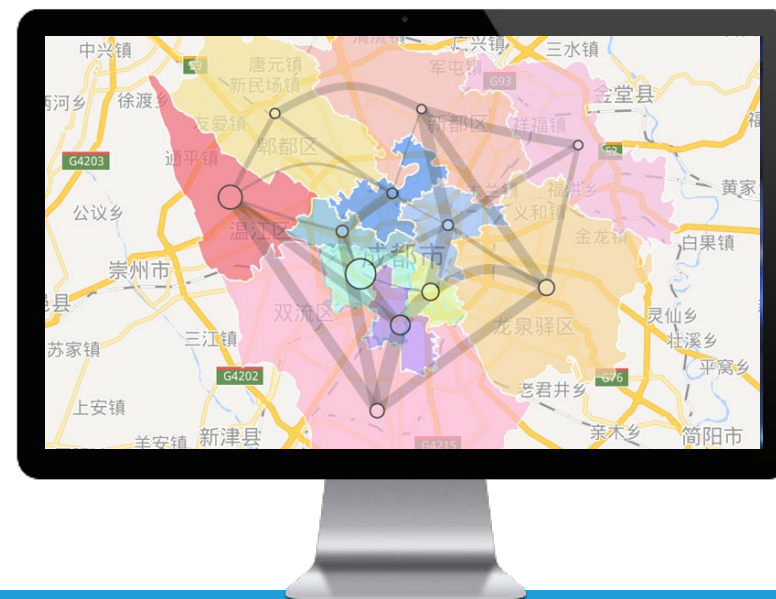 中兴镇
唐元镇
新民场镇
军屯镇
广兴镇
三水镇
G93
金堂县
徐渡乡
友爱镇
新都区
祥福镇
郫都区
G4203
通平镇
福洪乡
黄家
公议乡
义和镇
温江区
成都市
金龙镇
白果镇
崇州市
双流区
龙泉驿区
灵仙乡
三江镇
壮溪乡
苏家镇
平窝乡
G4202
G76
老君井乡
上安镇
亲木乡
简阳市
羊安镇
新津县
G4215